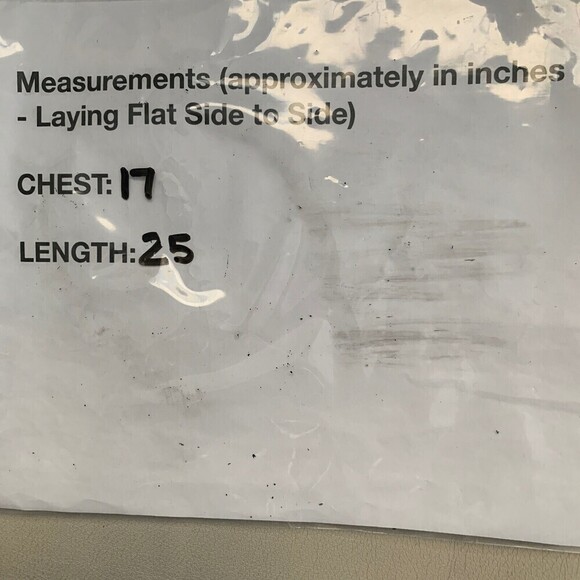 Measurements (approximately in inches
- Laying Flat Side to Side)
CHEST: 17
LENGTH: 25